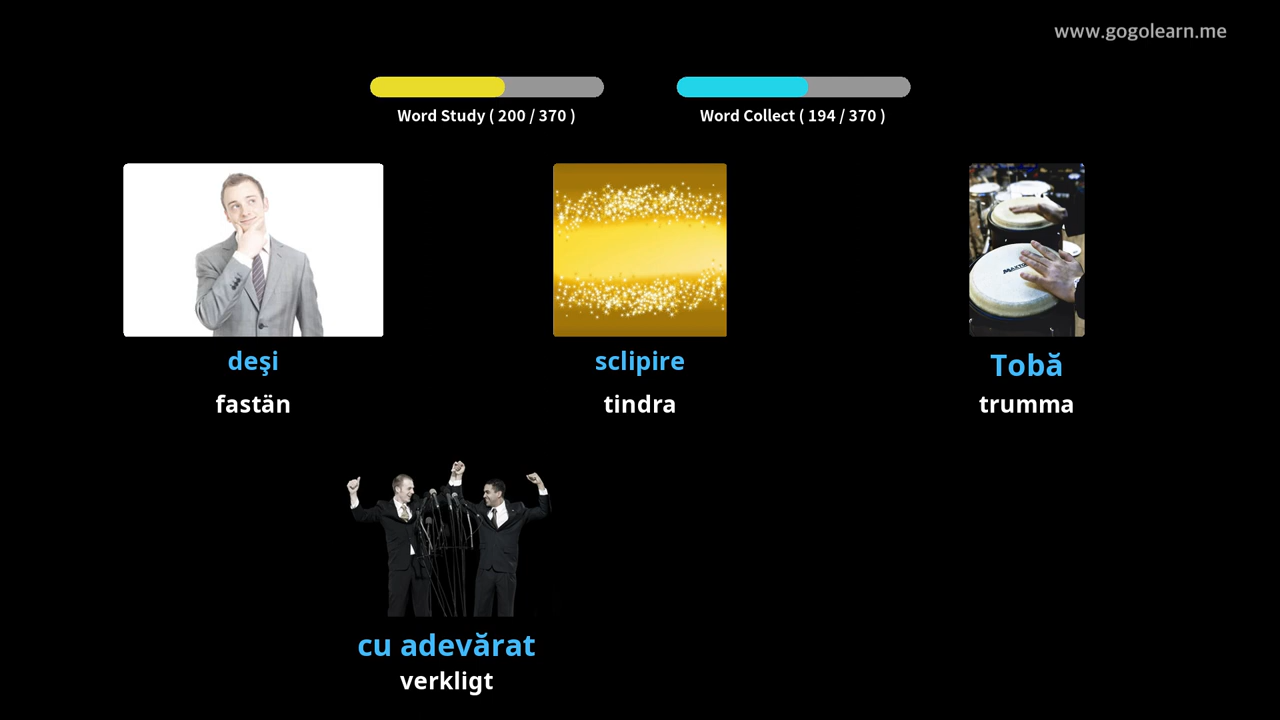 www.gogolearn.me
Word Study ( 200 / 370 )
Word Collect ( 194 / 370 )
deşi
sclipire
Tobă
fastän
tindra
trumma
cu adevărat
verkligt